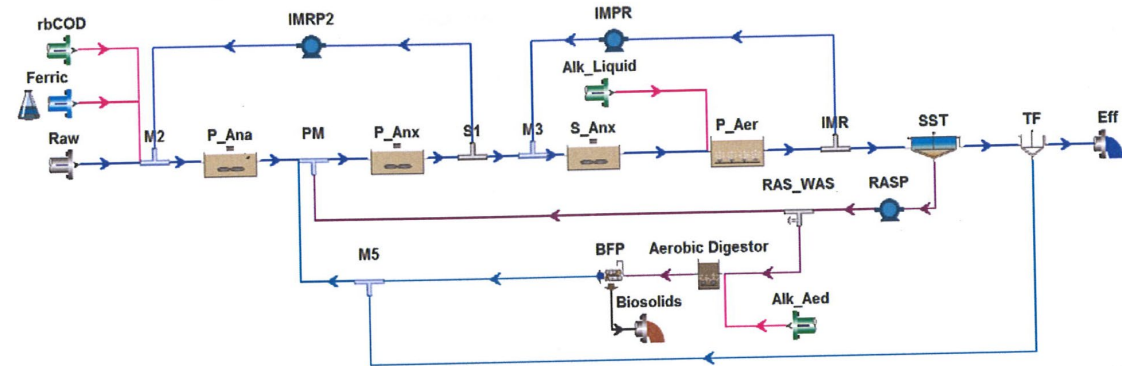 rbCOD
IMRP2
IMPR
Ferric
Alk_Liquid
Raw
M2
P_Ana
PM
P_Anx
S1
M3
S_Anx
P_Aer
IMR
SST
TF
Eff
RAS_WAS
RASP
M5
BFP
Aerobic Digestor
Biosolids
Alk_Aed